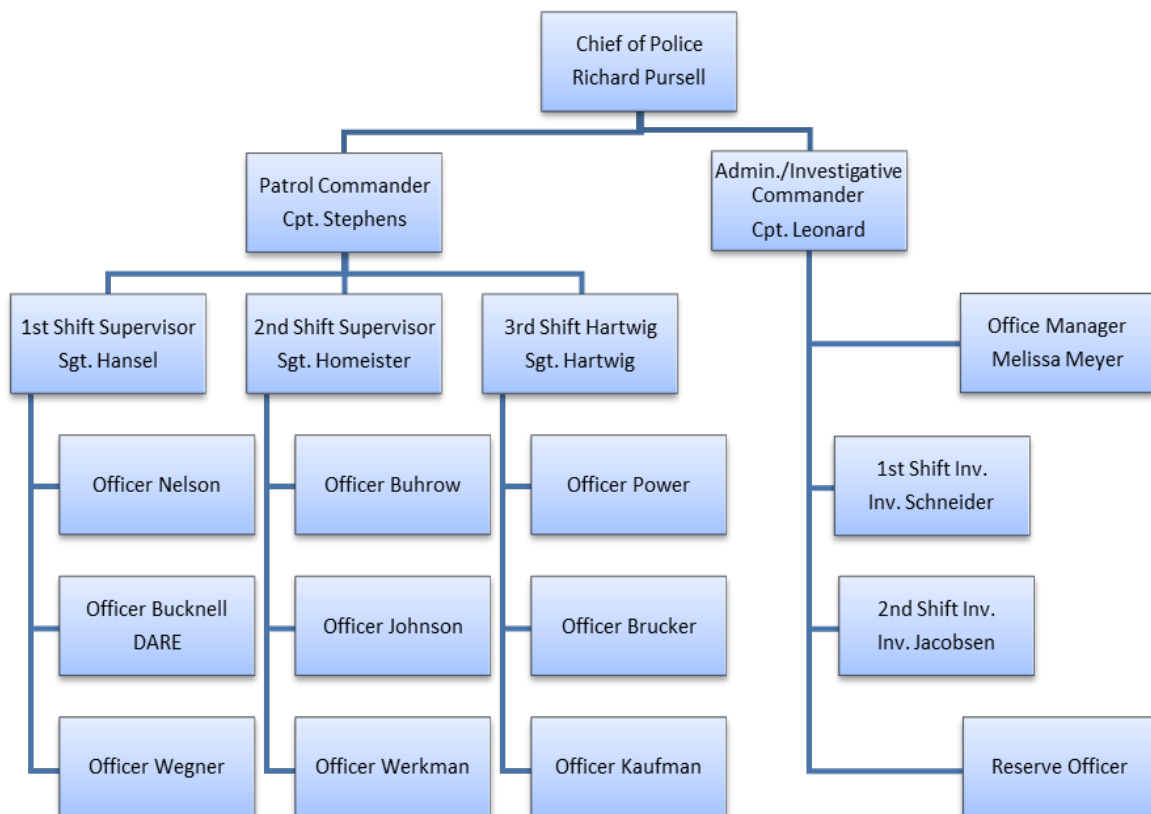 Chief of Police
Richard Pursell
Patrol Commander
Cpt. Stephens
Admin./Investigative
Commander
Cpt. Leonard
1st Shift Supervisor
Sgt. Hansel
2nd Shift Supervisor
Sgt. Homeister
3rd Shift Hartwig
Sgt. Hartwig
Office Manager
Melissa Meyer
Officer Nelson
Officer Buhrow
Officer Power
1st Shift Inv.
Inv. Schneider
Officer Bucknell
DARE
Officer Johnson
Officer Brucker
2nd Shift Inv.
Inv. Jacobsen
Officer Wegner
Officer Werkman
Officer Kaufman
Reserve Officer